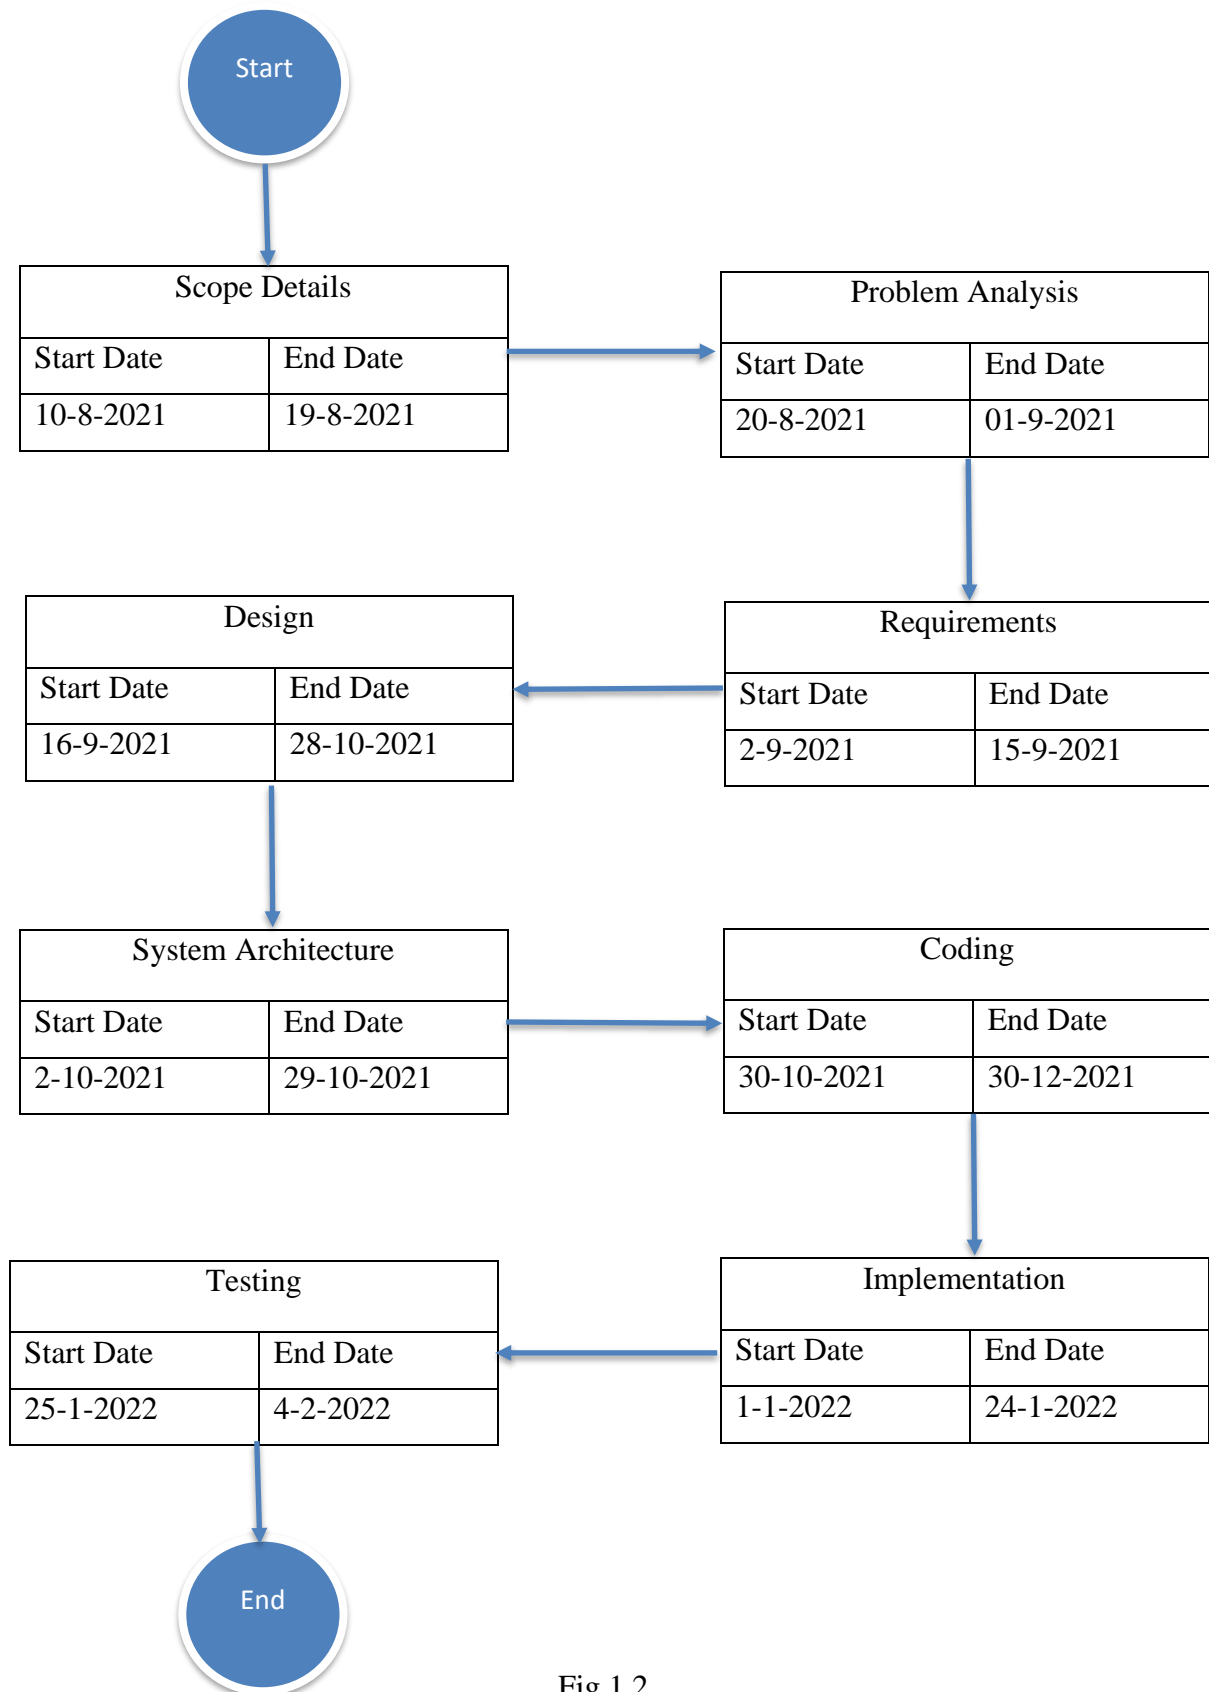 Start
Scope Details
Start Date End Date
10-8-2021 19-8-2021
Problem Analysis
Start Date End Date
20-8-2021 01-9-2021
Requirements
Start Date End Date
2-9-2021 15-9-2021
Design
Start Date End Date
16-9-2021 28-10-2021
System Architecture
Start Date End Date
2-10-2021 29-10-2021
Coding
Start Date End Date
30-10-2021 30-12-2021
Implementation
Start Date End Date
1-1-2022 24-1-2022
Testing
Start Date End Date
25-1-2022 4-2-2022
End
Fig 1.2